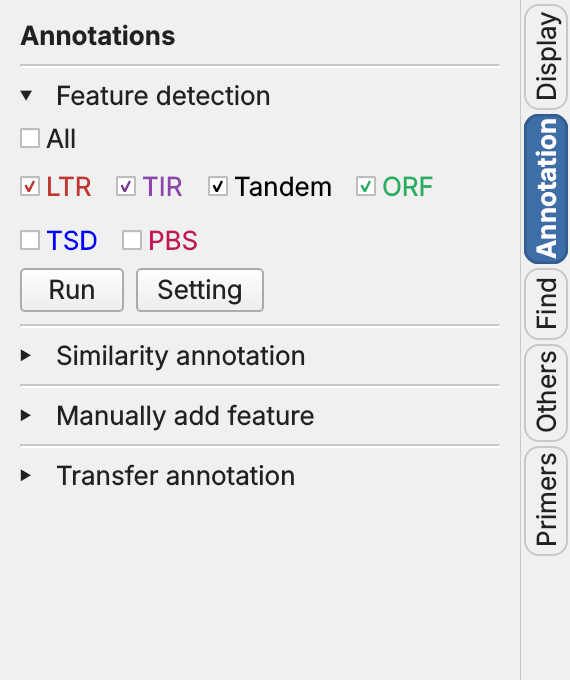 Annotations
Feature detection
All
LTR TIR Tandem ORF
TSD PBS
Run Setting
Similarity annotation
Manually add feature
Transfer annotation
Display
Annotation
Find
Others
Primers